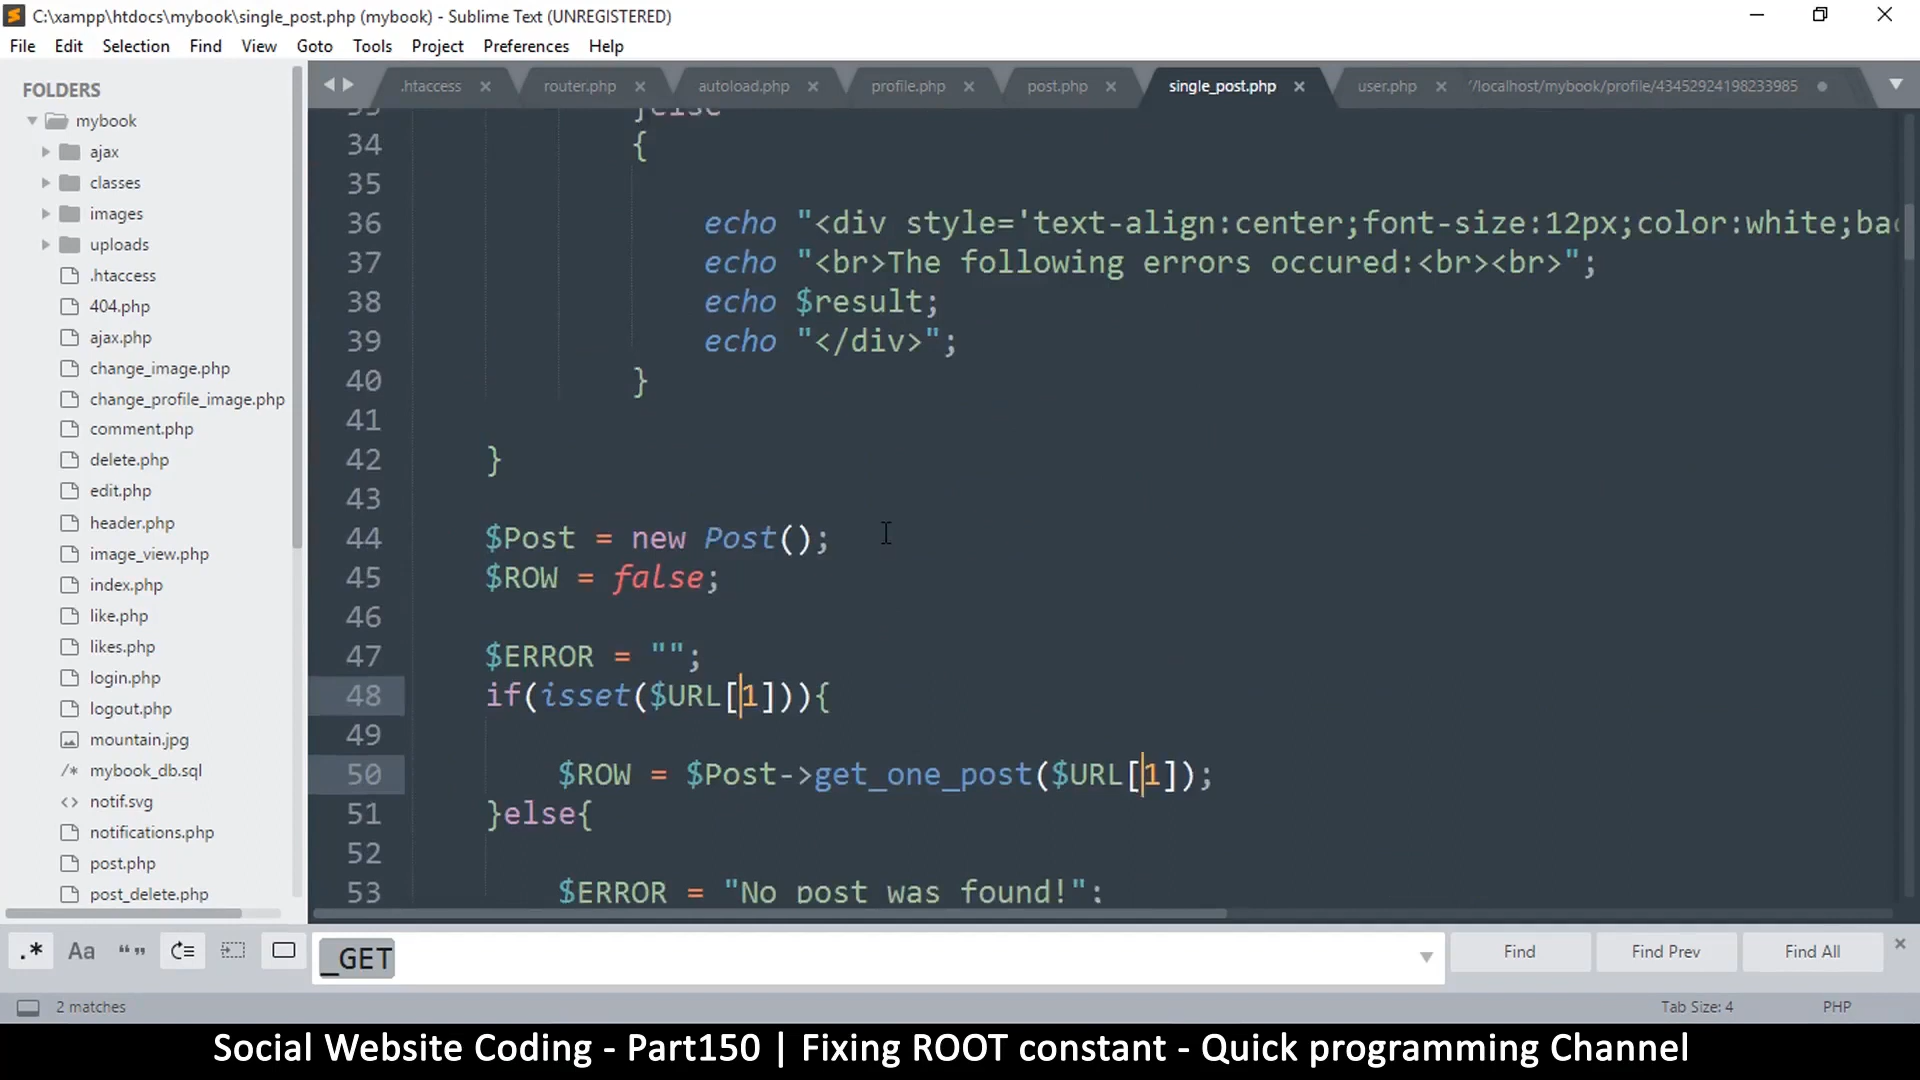 C:\xampp\htdocs\mybook\single_post.php (mybook) - Sublime Text (UNREGISTERED)
File Edit Selection Find View Goto Tools Project Preferences Help
FOLDERS
mybook
ajax
classes
images
uploads
.htaccess
404.php
ajax.php
change_image.php
change_profile_image.php
comment.php
delete.php
edit.php
header.php
image_view.php
index.php
like.php
likes.php
login.php
logout.php
mountain.jpg
/* mybook_db.sql
<> notif.svg
notifications.php
post.php
post_delete.php
.htaccess router.php autoload.php profile.php post.php single_post.php user.php '/localhost/mybook/profile/43452924198233985
33 }else
34 {
35
36 echo "<div style='text-align:center;font-size:12px;color:white;bac
37 echo "<br>The following errors occured:<br><br>";
38 echo $result;
39 echo "</div>";
40 }
41
42 }
43
44 $Post = new Post();
45 $ROW = false;
46
47 $ERROR = "";
48 if(isset($URL[1])){
49
50 $ROW = $Post->get_one_post($URL[1]);
51 }else{
52
53 $ERROR = "No post was found!";
.* Aa “” _GET Find Find Prev Find All
2 matches Tab Size: 4 PHP
Social Website Coding - Part150 | Fixing ROOT constant - Quick programming Channel